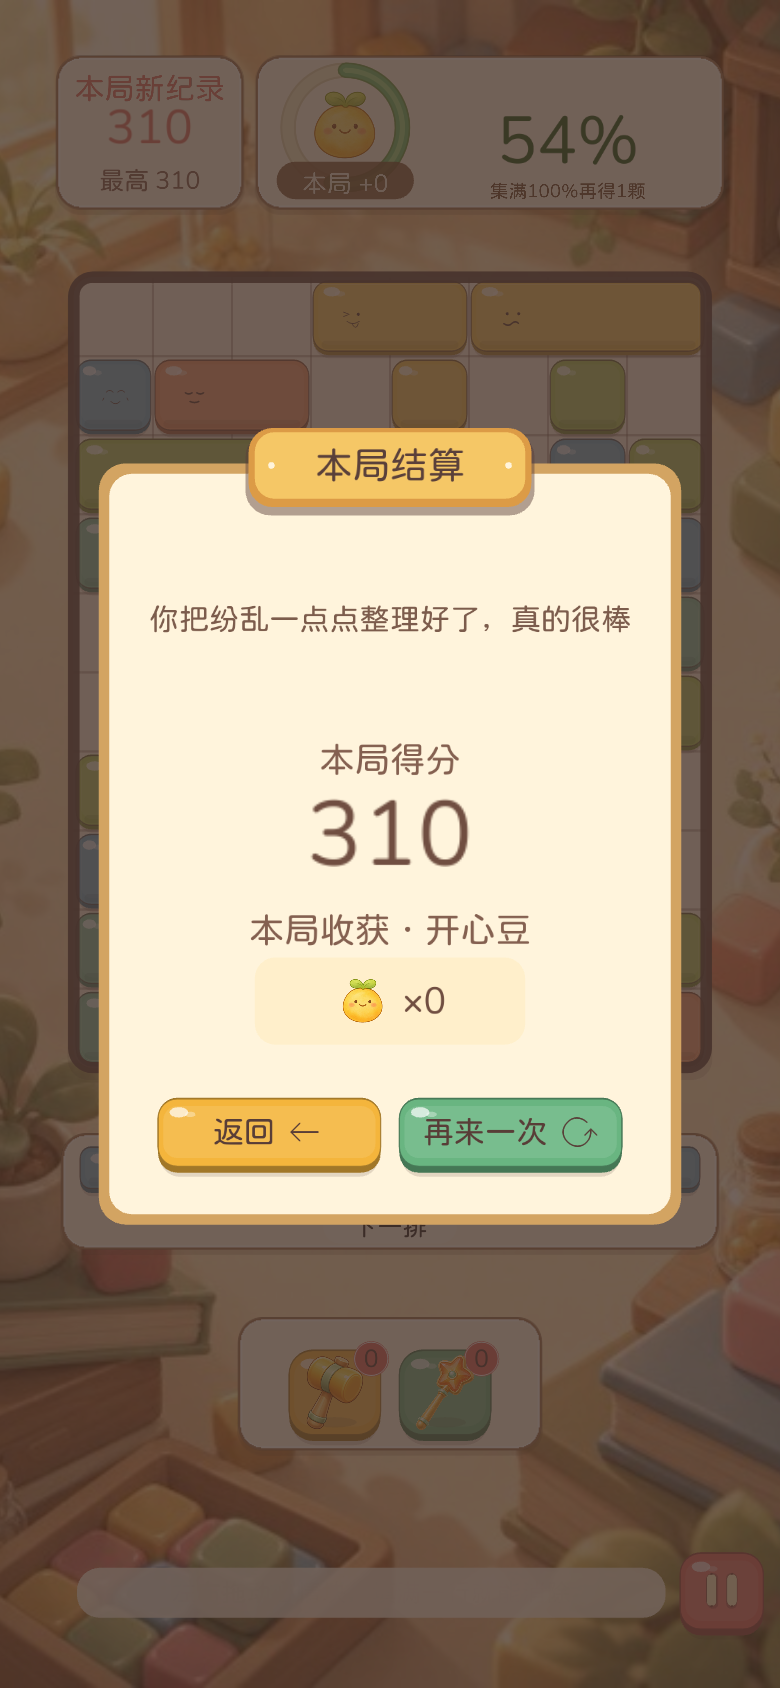 本局新纪录
310
最高 310
本局 +0
54%
集满100%再得1颗
本局结算
你把纷乱一点点整理好了，真的很棒
本局得分
310
本局收获·开心豆
×0
返回 ←
再来一次
下一排
0
0